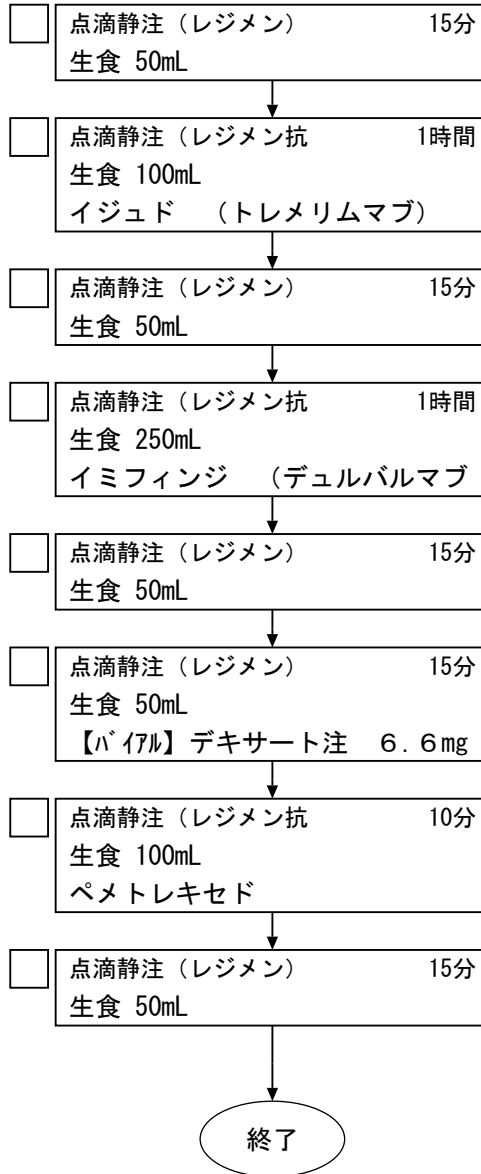 点滴静注（レジメン） 15分
生食 50mL
点滴静注（レジメン抗 1時間
生食 100mL
イジュド （トレメリムマブ）
点滴静注（レジメン） 15分
生食 50mL
点滴静注（レジメン抗 1時間
生食 250mL
イミフィンジ （デュルバルマブ
点滴静注（レジメン） 15分
生食 50mL
点滴静注（レジメン） 15分
生食 50mL
【ﾊﾞｲｱﾙ】デキサート注 ６．６㎎
点滴静注（レジメン抗 10分
生食 100mL
ペメトレキセド
点滴静注（レジメン） 15分
生食 50mL
終了